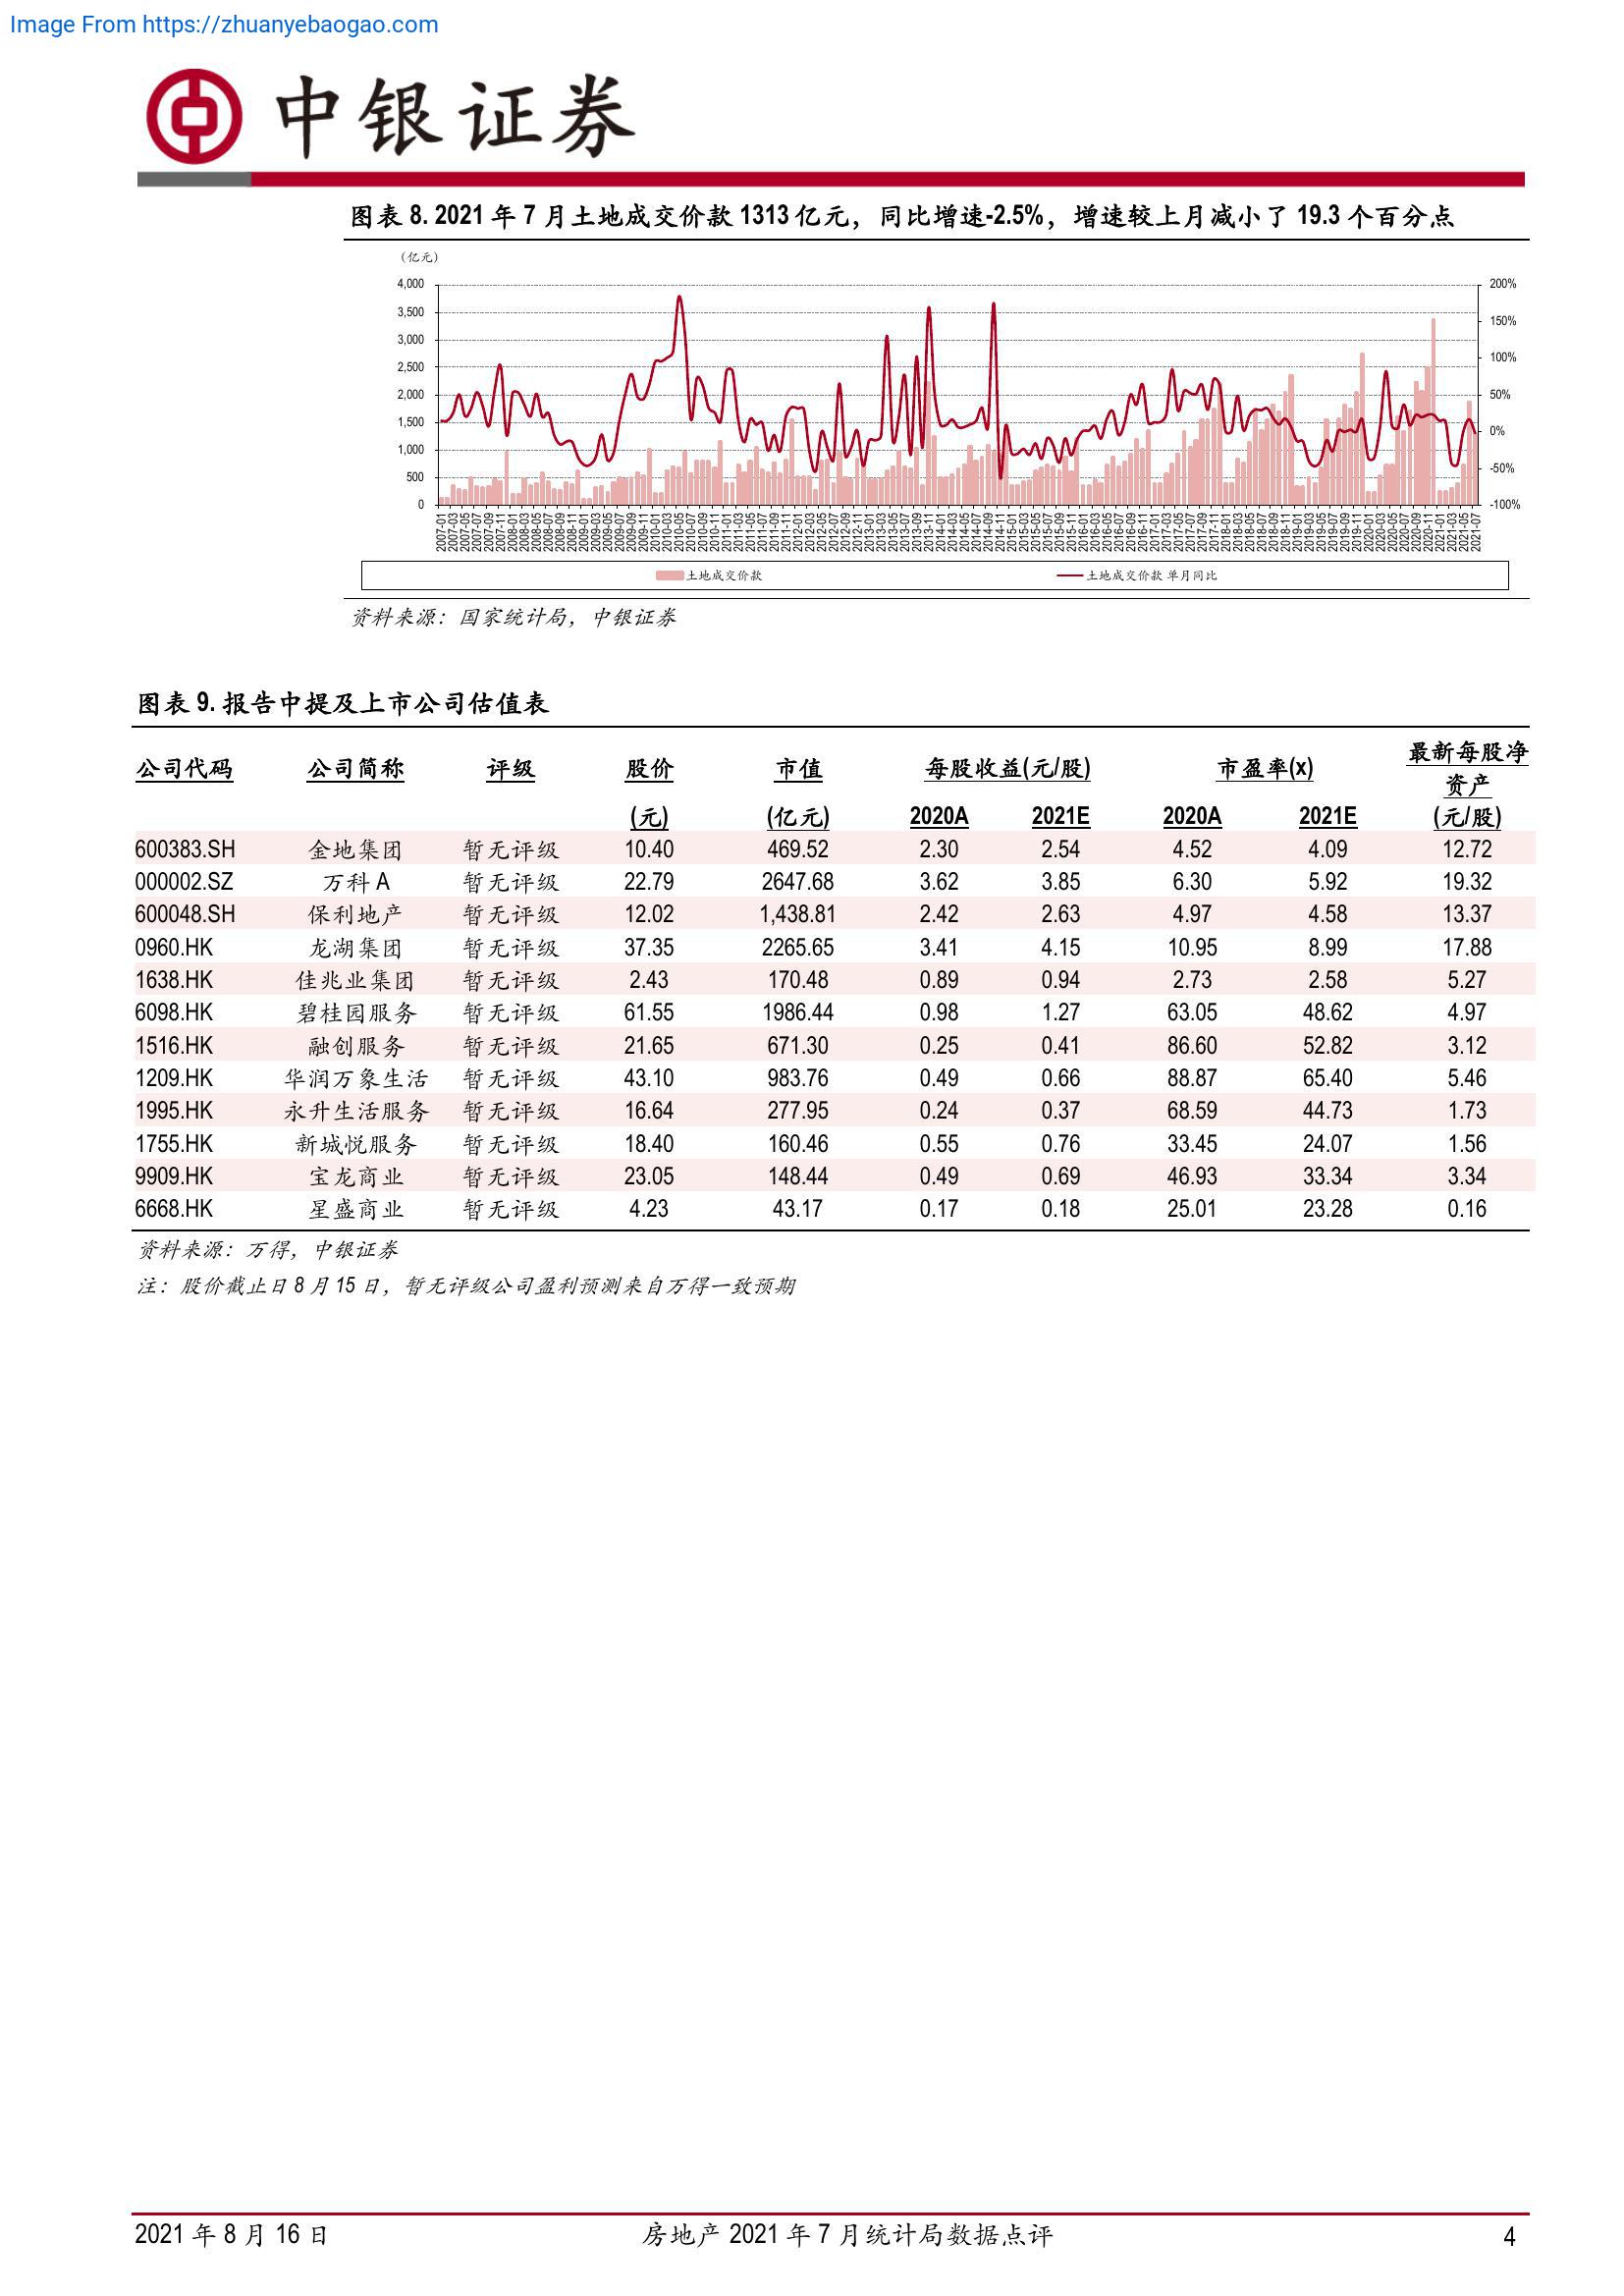 Image From https://zhuanyebaogao.com
中银证券
图表 8. 2021 年 7 月土地成交价款 1313 亿元，同比增速-2.5%，增速较上月减小了 19.3 个百分点
（亿元）
4,000 200%
3,500 150%
3,000 100%
2,500 50%
2,000 0%
1,500 -50%
1,000 -100%
500
0
2007-01 2007-03 2007-05 2007-07 2007-09 2007-11 2008-01 2008-03 2008-05 2008-07 2008-09 2008-11 2009-01 2009-03 2009-05 2009-07 2009-09 2009-11 2010-01 2010-03 2010-05 2010-07 2010-09 2010-11 2011-01 2011-03 2011-05 2011-07 2011-09 2011-11 2012-01 2012-03 2012-05 2012-07 2012-09 2012-11 2013-01 2013-03 2013-05 2013-07 2013-09 2013-11 2014-01 2014-03 2014-05 2014-07 2014-09 2014-11 2015-01 2015-03 2015-05 2015-07 2015-09 2015-11 2016-01 2016-03 2016-05 2016-07 2016-09 2016-11 2017-01 2017-03 2017-05 2017-07 2017-09 2017-11 2018-01 2018-03 2018-05 2018-07 2018-09 2018-11 2019-01 2019-03 2019-05 2019-07 2019-09 2019-11 2020-01 2020-03 2020-05 2020-07 2020-09 2020-11 2021-01 2021-03 2021-05 2021-07
土地成交价款 土地成交价款 单月同比
资料来源：国家统计局，中银证券
图表 9. 报告中提及上市公司估值表
公司代码 公司简称 评级 股价 市值 每股收益(元/股) 市盈率(x) 最新每股净
资产
(元) (亿元) 2020A 2021E 2020A 2021E (元/股)
600383.SH 金地集团 暂无评级 10.40 469.52 2.30 2.54 4.52 4.09 12.72
000002.SZ 万科 A 暂无评级 22.79 2647.68 3.62 3.85 6.30 5.92 19.32
600048.SH 保利地产 暂无评级 12.02 1,438.81 2.42 2.63 4.97 4.58 13.37
0960.HK 龙湖集团 暂无评级 37.35 2265.65 3.41 4.15 10.95 8.99 17.88
1638.HK 佳兆业集团 暂无评级 2.43 170.48 0.89 0.94 2.73 2.58 5.27
6098.HK 碧桂园服务 暂无评级 61.55 1986.44 0.98 1.27 63.05 48.62 4.97
1516.HK 融创服务 暂无评级 21.65 671.30 0.25 0.41 86.60 52.82 3.12
1209.HK 华润万象生活 暂无评级 43.10 983.76 0.49 0.66 88.87 65.40 5.46
1995.HK 永升生活服务 暂无评级 16.64 277.95 0.24 0.37 68.59 44.73 1.73
1755.HK 新城悦服务 暂无评级 18.40 160.46 0.55 0.76 33.45 24.07 1.56
9909.HK 宝龙商业 暂无评级 23.05 148.44 0.49 0.69 46.93 33.34 3.34
6668.HK 星盛商业 暂无评级 4.23 43.17 0.17 0.18 25.01 23.28 0.16
资料来源：万得，中银证券
注：股价截止日 8 月 15 日，暂无评级公司盈利预测来自万得一致预期
2021 年 8 月 16 日 房地产 2021 年 7 月统计局数据点评 4